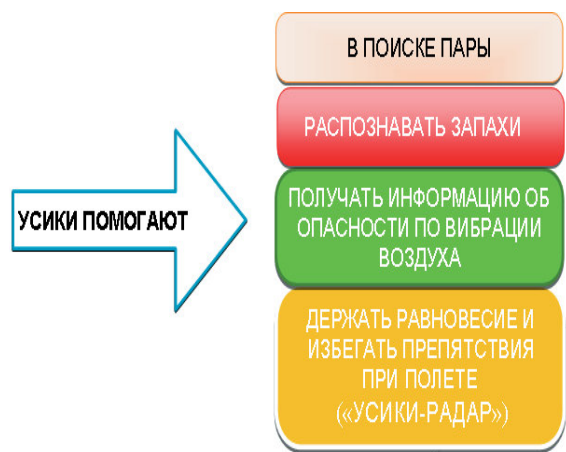 УСИКИ ПОМОГАЮТ
В ПОИСКЕ ПАРЫ
РАСПОЗНАВАТЬ ЗАПАХИ
ПОЛУЧАТЬ ИНФОРМАЦИЮ ОБ
ОПАСНОСТИ ПО ВИБРАЦИИ
ВОЗДУХА
ДЕРЖАТЬ РАВНОВЕСИЕ И
ИЗБЕГАТЬ ПРЕПЯТСТВИЯ
ПРИ ПОЛЕТЕ
(«УСИКИ-РАДАР»)